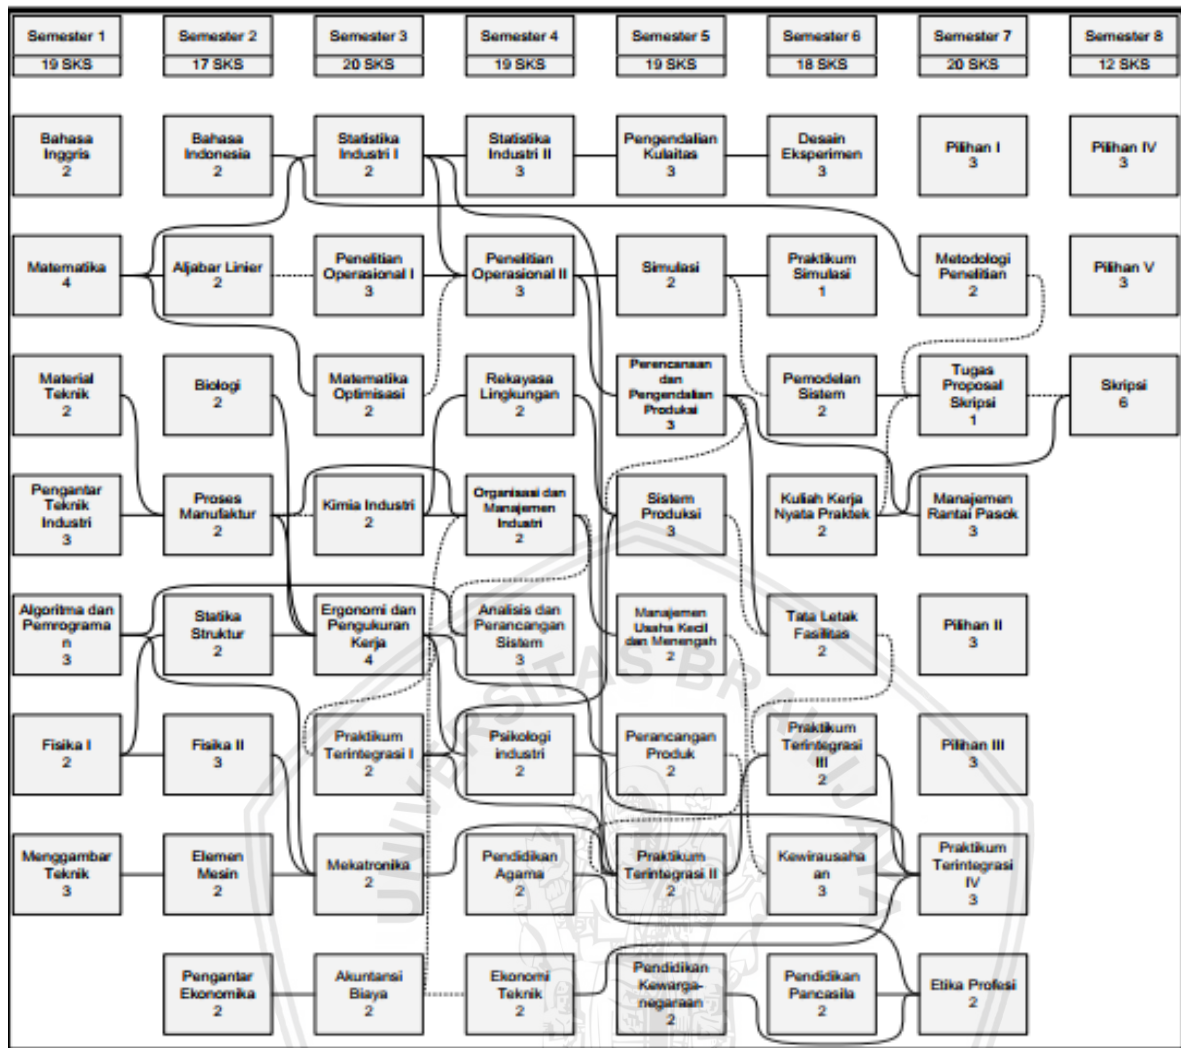 Semester 1
19 SKS
Semester 2
17 SKS
Semester 3
20 SKS
Semester 4
19 SKS
Semester 5
19 SKS
Semester 6
18 SKS
Semester 7
20 SKS
Semester 8
12 SKS
Bahasa
Inggris
2
Bahasa
Indonesia
2
Statistika
Industri I
2
Statistika
Industri II
3
Pengendalian
Kulaitas
3
Desain
Eksperimen
3
Pilihan I
3
Pilihan IV
3
Matematika
4
Aljabar Linier
2
Penelitian
Operasional I
3
Penelitian
Operasional II
3
Simulasi
2
Praktikum
Simulasi
1
Metodologi
Penelitian
2
Pilihan V
3
Material
Teknik
2
Biologi
2
Matematika
Optimisasi
2
Rekayasa
Lingkungan
2
Perencanaan
dan
Pengendalian
Produksi
3
Pemodelan
Sistem
2
Tugas
Proposal
Skripsi
1
Skripsi
6
Pengantar
Teknik
Industri
3
Proses
Manufaktur
2
Kimia Industri
2
Organisasi dan
Manajemen
Industri
2
Sistem
Produksi
3
Kuliah Kerja
Nyata Praktek
2
Manajemen
Rantai Pasok
3
Algoritma dan
Pemrograma
n
3
Statika
Struktur
2
Ergonomi dan
Pengukuran
Kerja
4
Analisis dan
Perancangan
Sistem
3
Manajemen
Usaha Kecil
dan Menengah
2
Tata Letak
Fasilitas
2
Pilihan II
3
Fisika I
2
Fisika II
3
Praktikum
Terintegrasi I
2
Psikologi
industri
2
Perancangan
Produk
2
Praktikum
Terintegrasi
III
2
Pilihan III
3
Menggambar
Teknik
3
Elemen
Mesin
2
Mekatronika
2
Pendidikan
Agama
2
Praktikum
Terintegrasi II
2
Kewirausaha
an
3
Praktikum
Terintegrasi
IV
3
Pengantar
Ekonomika
2
Akuntansi
Biaya
2
Ekonomi
Teknik
2
Pendidikan
Kewarga-
negaraan
2
Pendidikan
Pancasila
2
Etika Profesi
2
UNIVERSITAS BRAWIJAYA